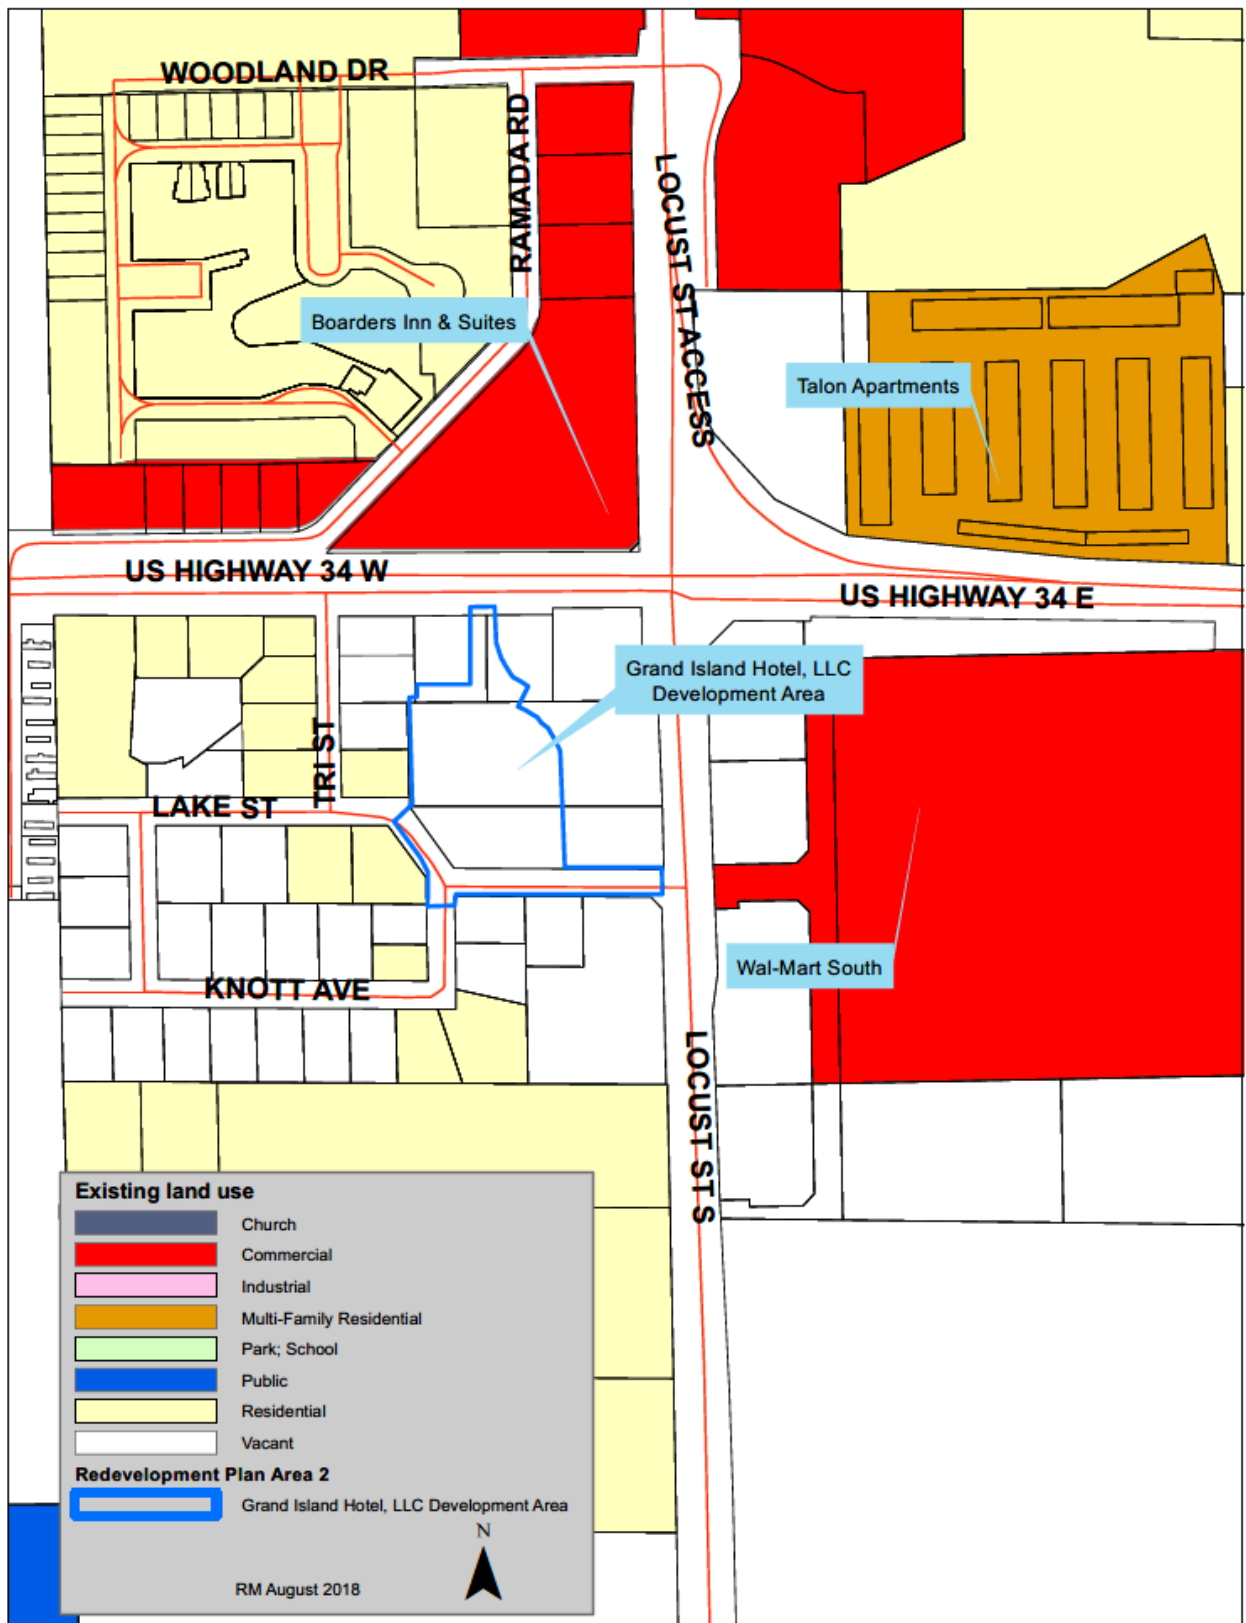 WOODLAND DR
RAMADA RD
LOCUST ST ACCESS
Boarders Inn & Suites
Talon Apartments
US HIGHWAY 34 W
US HIGHWAY 34 E
Grand Island Hotel, LLC
Development Area
TRI ST
LAKE ST
Wal-Mart South
KNOTT AVE
LOCUST ST S
Existing land use
Church
Commercial
Industrial
Multi-Family Residential
Park; School
Public
Residential
Vacant
Redevelopment Plan Area 2
Grand Island Hotel, LLC Development Area
N
RM August 2018